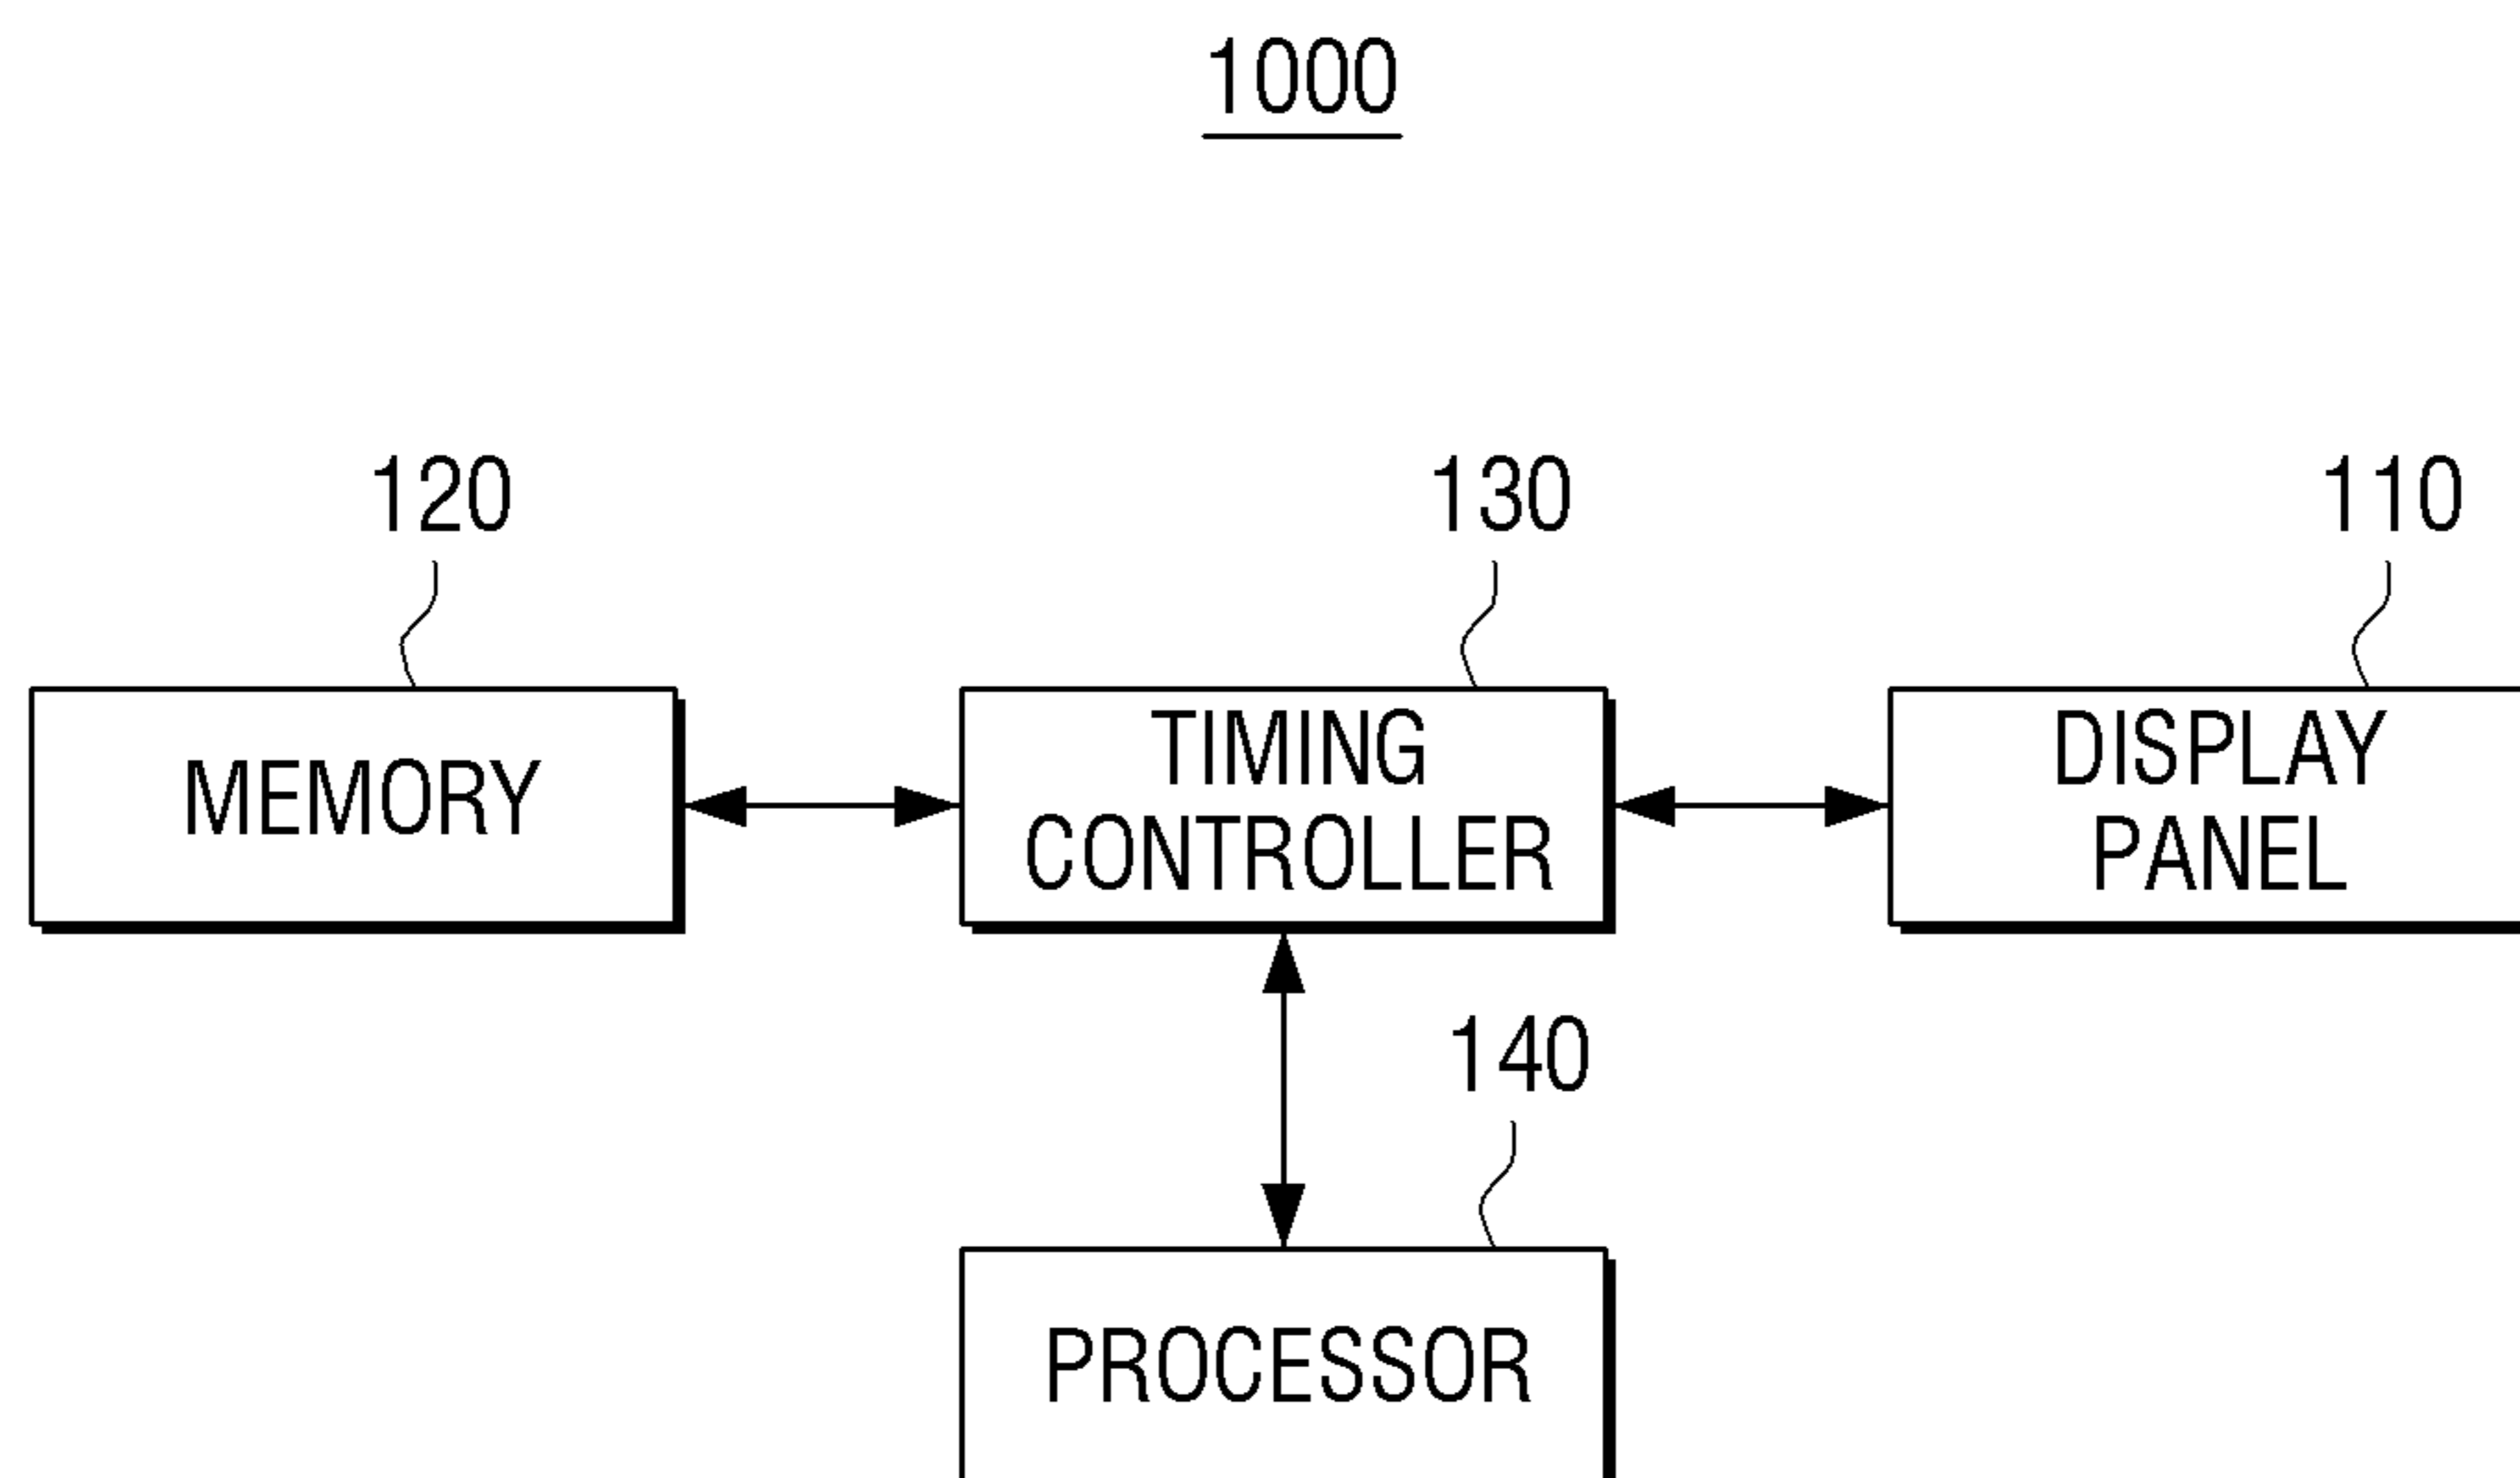 1000
120
130
110
MEMORY
TIMING
CONTROLLER
DISPLAY
PANEL
140
PROCESSOR